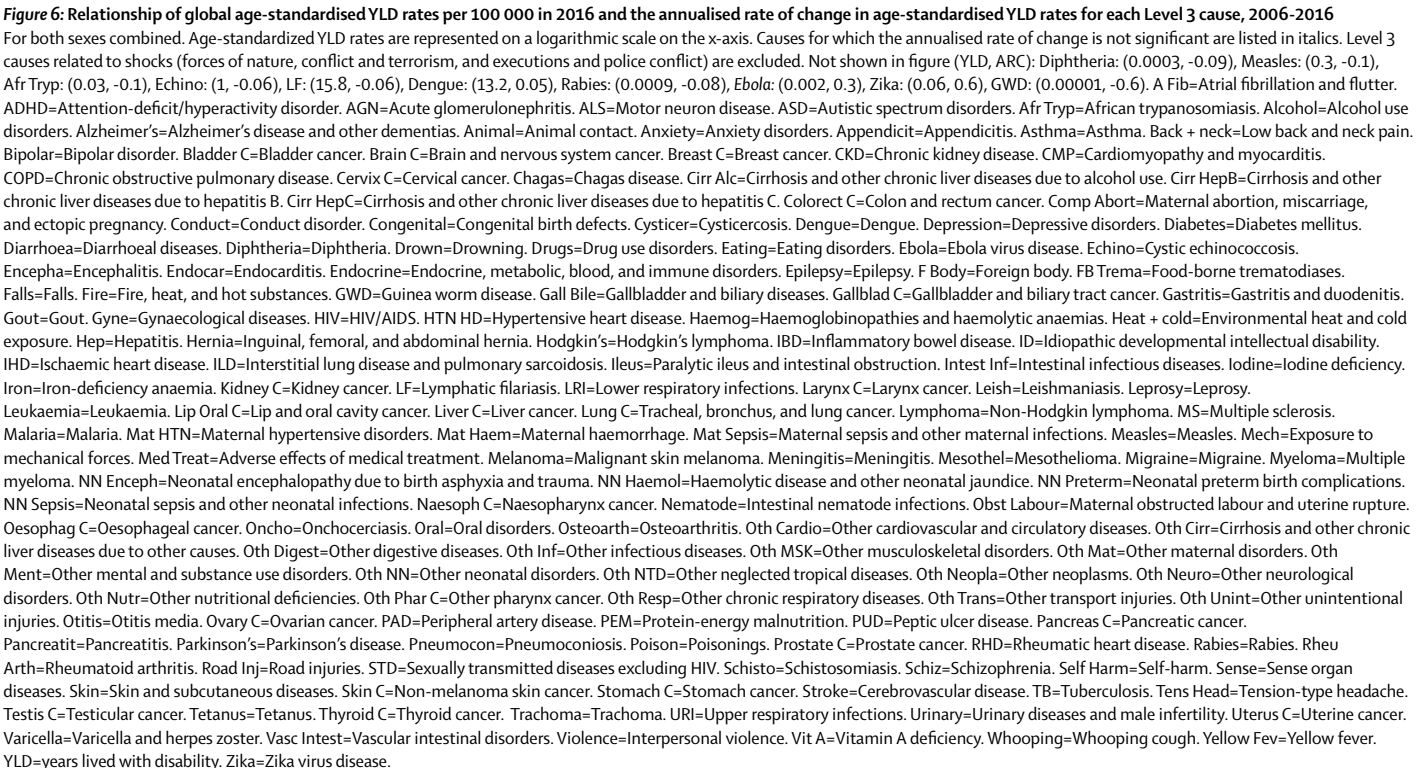 Figure 6: Relationship of global age-standardised YLD rates per 100 000 in 2016 and the annualised rate of change in age-standardised YLD rates for each Level 3 cause, 2006-2016
For both sexes combined. Age-standardized YLD rates are represented on a logarithmic scale on the x-axis. Causes for which the annualised rate of change is not significant are listed in italics. Level 3
causes related to shocks (forces of nature, conflict and terrorism, and executions and police conflict) are excluded. Not shown in figure (YLD, ARC): Diphtheria: (0.0003, -0.09), Measles: (0.3, -0.1),
Afr Tryp: (0.03, -0.1), Echino: (1, -0.06), LF: (15.8, -0.06), Dengue: (13.2, 0.05), Rabies: (0.0009, -0.08), Ebola: (0.002, 0.3), Zika: (0.06, 0.6), GWD: (0.00001, -0.6). A Fib=Atrial fibrillation and flutter.
ADHD=Attention-deficit/hyperactivity disorder. AGN=Acute glomerulonephritis. ALS=Motor neuron disease. ASD=Autistic spectrum disorders. Afr Tryp=African trypanosomiasis. Alcohol=Alcohol use
disorders. Alzheimer's=Alzheimer's disease and other dementias. Animal=Animal contact. Anxiety=Anxiety disorders. Appendicit=Appendicitis. Asthma=Asthma. Back + neck=Low back and neck pain.
Bipolar=Bipolar disorder. Bladder C=Bladder cancer. Brain C=Brain and nervous system cancer. Breast C=Breast cancer. CKD=Chronic kidney disease. CMP=Cardiomyopathy and myocarditis.
COPD=Chronic obstructive pulmonary disease. Cervix C=Cervical cancer. Chagas=Chagas disease. Cirr Alc=Cirrhosis and other chronic liver diseases due to alcohol use. Cirr HepB=Cirrhosis and other
chronic liver diseases due to hepatitis B. Cirr HepC=Cirrhosis and other chronic liver diseases due to hepatitis C. Colorect C=Colon and rectum cancer. Comp Abort=Maternal abortion, miscarriage,
and ectopic pregnancy. Conduct=Conduct disorder. Congenital=Congenital birth defects. Cysticer=Cysticercosis. Dengue=Dengue. Depression=Depressive disorders. Diabetes=Diabetes mellitus.
Diarrhoea=Diarrhoeal diseases. Diphtheria=Diphtheria. Drown=Drowning. Drugs=Drug use disorders. Eating=Eating disorders. Ebola=Ebola virus disease. Echino=Cystic echinococcosis.
Encepha=Encephalitis. Endocar=Endocarditis. Endocrine=Endocrine, metabolic, blood, and immune disorders. Epilepsy=Epilepsy. F Body=Foreign body. FB Trema=Food-borne trematodiases.
Falls=Falls. Fire=Fire, heat, and hot substances. GWD=Guinea worm disease. Gall Bile=Gallbladder and biliary diseases. Gallblad C=Gallbladder and biliary tract cancer. Gastritis=Gastritis and duodenitis.
Gout=Gout. Gyne=Gynaecological diseases. HIV=HIV/AIDS. HTN HD=Hypertensive heart disease. Haemog=Haemoglobinopathies and haemolytic anaemias. Heat + cold=Environmental heat and cold
exposure. Hep=Hepatitis. Hernia=Inguinal, femoral, and abdominal hernia. Hodgkin's=Hodgkin's lymphoma. IBD=Inflammatory bowel disease. ID=Idiopathic developmental intellectual disability.
IHD=Ischaemic heart disease. ILD=Interstitial lung disease and pulmonary sarcoidosis. Ileus=Paralytic ileus and intestinal obstruction. Intest Inf=Intestinal infectious diseases. Iodine=Iodine deficiency.
Iron=Iron-deficiency anaemia. Kidney C=Kidney cancer. LF=Lymphatic filariasis. LRI=Lower respiratory infections. Larynx C=Larynx cancer. Leish=Leishmaniasis. Leprosy=Leprosy.
Leukaemia=Leukaemia. Lip Oral C=Lip and oral cavity cancer. Liver C=Liver cancer. Lung C=Tracheal, bronchus, and lung cancer. Lymphoma=Non-Hodgkin lymphoma. MS=Multiple sclerosis.
Malaria=Malaria. Mat HTN=Maternal hypertensive disorders. Mat Haem=Maternal haemorrhage. Mat Sepsis=Maternal sepsis and other maternal infections. Measles=Measles. Mech=Exposure to
mechanical forces. Med Treat=Adverse effects of medical treatment. Melanoma=Malignant skin melanoma. Meningitis=Meningitis. Mesothel=Mesothelioma. Migraine=Migraine. Myeloma=Multiple
myeloma. NN Enceph=Neonatal encephalopathy due to birth asphyxia and trauma. NN Haemol=Haemolytic disease and other neonatal jaundice. NN Preterm=Neonatal preterm birth complications.
NN Sepsis=Neonatal sepsis and other neonatal infections. Naesoph C=Naesopharynx cancer. Nematode=Intestinal nematode infections. Obst Labour=Maternal obstructed labour and uterine rupture.
Oesophag C=Oesophageal cancer. Oncho=Onchocerciasis. Oral=Oral disorders. Osteoarth=Osteoarthritis. Oth Cardio=Other cardiovascular and circulatory diseases. Oth Cirr=Cirrhosis and other chronic
liver diseases due to other causes. Oth Digest=Other digestive diseases. Oth Inf=Other infectious diseases. Oth MSK=Other musculoskeletal disorders. Oth Mat=Other maternal disorders. Oth
Ment=Other mental and substance use disorders. Oth NN=Other neonatal disorders. Oth NTD=Other neglected tropical diseases. Oth Neopla=Other neoplasms. Oth Neuro=Other neurological
disorders. Oth Nutr=Other nutritional deficiencies. Oth Phar C=Other pharynx cancer. Oth Resp=Other chronic respiratory diseases. Oth Trans=Other transport injuries. Oth Unint=Other unintentional
injuries. Otitis=Otitis media. Ovary C=Ovarian cancer. PAD=Peripheral artery disease. PEM=Protein-energy malnutrition. PUD=Peptic ulcer disease. Pancreas C=Pancreatic cancer.
Pancreatit=Pancreatitis. Parkinson's=Parkinson's disease. Pneumocon=Pneumoconiosis. Poison=Poisonings. Prostate C=Prostate cancer. RHD=Rheumatic heart disease. Rabies=Rabies. Rheu
Arth=Rheumatoid arthritis. Road Inj=Road injuries. STD=Sexually transmitted diseases excluding HIV. Schisto=Schistosomiasis. Schiz=Schizophrenia. Self Harm=Self-harm. Sense=Sense organ
diseases. Skin=Skin and subcutaneous diseases. Skin C=Non-melanoma skin cancer. Stomach C=Stomach cancer. Stroke=Cerebrovascular disease. TB=Tuberculosis. Tens Head=Tension-type headache.
Testis C=Testicular cancer. Tetanus=Tetanus. Thyroid C=Thyroid cancer. Trachoma=Trachoma. URI=Upper respiratory infections. Urinary=Urinary diseases and male infertility. Uterus C=Uterine cancer.
Varicella=Varicella and herpes zoster. Vasc Intest=Vascular intestinal disorders. Violence=Interpersonal violence. Vit A=Vitamin A deficiency. Whooping=Whooping cough. Yellow Fev=Yellow fever.
YLD=years lived with disability. Zika=Zika virus disease.